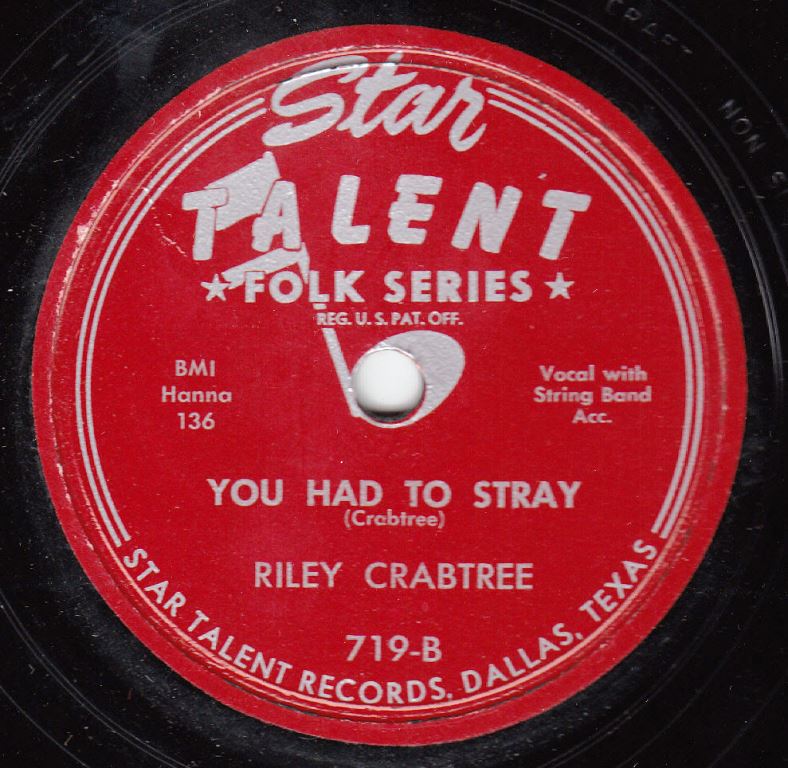 Star
TALENT
★ FOLK SERIES ★
REG. U.S. PAT. OFF.
BMI
Hanna
136
Vocal with
String Band
Acc.
YOU HAD TO STRAY
(Crabtree)
RILEY CRABTREE
719-B
STAR TALENT RECORDS, DALLAS, TEXAS
NON